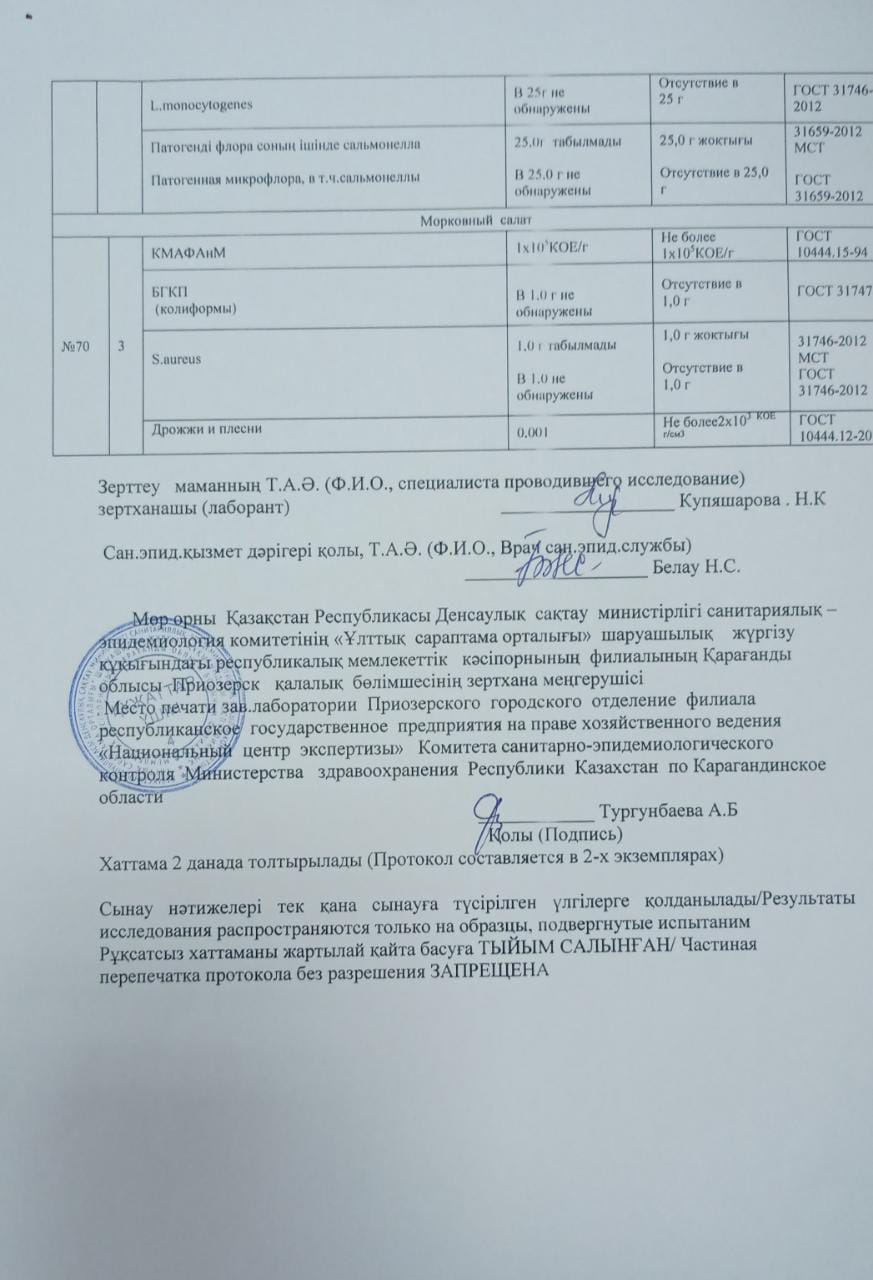 L.monocytogenes
В 25г не обнаружены
Отсутствие в 25 г
ГОСТ 31746-2012
Патогенді флора соның ішінде сальмонелла
25,0г табылмады
25,0 г жоктығы
31659-2012 МСТ
Патогенная микрофлора, в т.ч.сальмонеллы
В 25,0 г не обнаружены
Отсутствие в 25,0 г
ГОСТ 31659-2012
Морковный салат
№70
3
КМАФАнМ
КОЕ/г
Не более 1х10⁵КОЕ/г
ГОСТ 10444.15-94
БГКП (колиформы)
В 1.0 г не обнаружены
Отсутствие в 1,0 г
ГОСТ 31747
S.aureus
1,0 г табылмады
1,0 г жоктығы
31746-2012 МСТ
В 1.0 не обнаружены
Отсутствие в 1,0 г
ГОСТ 31746-2012
Дрожжи и плесни
0,001
Не более2х10³ КОЕ г/см3
ГОСТ 10444.12-20
Зерттеу маманның Т.А.Ә. (Ф.И.О., специалиста проводившего исследование)
зертханашы (лаборант) Купяшарова . Н.К
Сан.эпид.қызмет дәрігері қолы, Т.А.Ә. (Ф.И.О., Врач сан.эпид.службы)
Белау Н.С.
Мөр орны Қазақстан Республикасы Денсаулык сақтау министірлігі санитариялық –
эпидемиология комитетінің «Ұлттық сараптама орталығы» шаруашылық жүргізу
құқығындағы республикалық мемлекеттік кәсіпорнының филиалының Қарағанды
облысы Приозерск қалалық бөлімшесінің зертхана меңгерушісі
Место печати зав.лаборатории Приозерского городского отделение филиала
республиканское государственное предприятия на праве хозяйственного ведения
«Национальный центр экспертизы» Комитета санитарно-эпидемиологического
контроля Министерства здравоохранения Республики Казахстан по Карагандинское
области
Тургунбаева А.Б
Қолы (Подпись)
Хаттама 2 данада толтырылады (Протокол составляется в 2-х экземплярах)
Сынау нәтижелері тек қана сынауға түсірілген үлгілерге қолданылады/Результаты
исследования распространяются только на образцы, подвергнутые испытаним
Рұқсатсыз хаттаманы жартылай қайта басуға ТЫЙЫМ САЛЫНҒАН/ Частиная
перепечатка протокола без разрешения ЗАПРЕЩЕНА